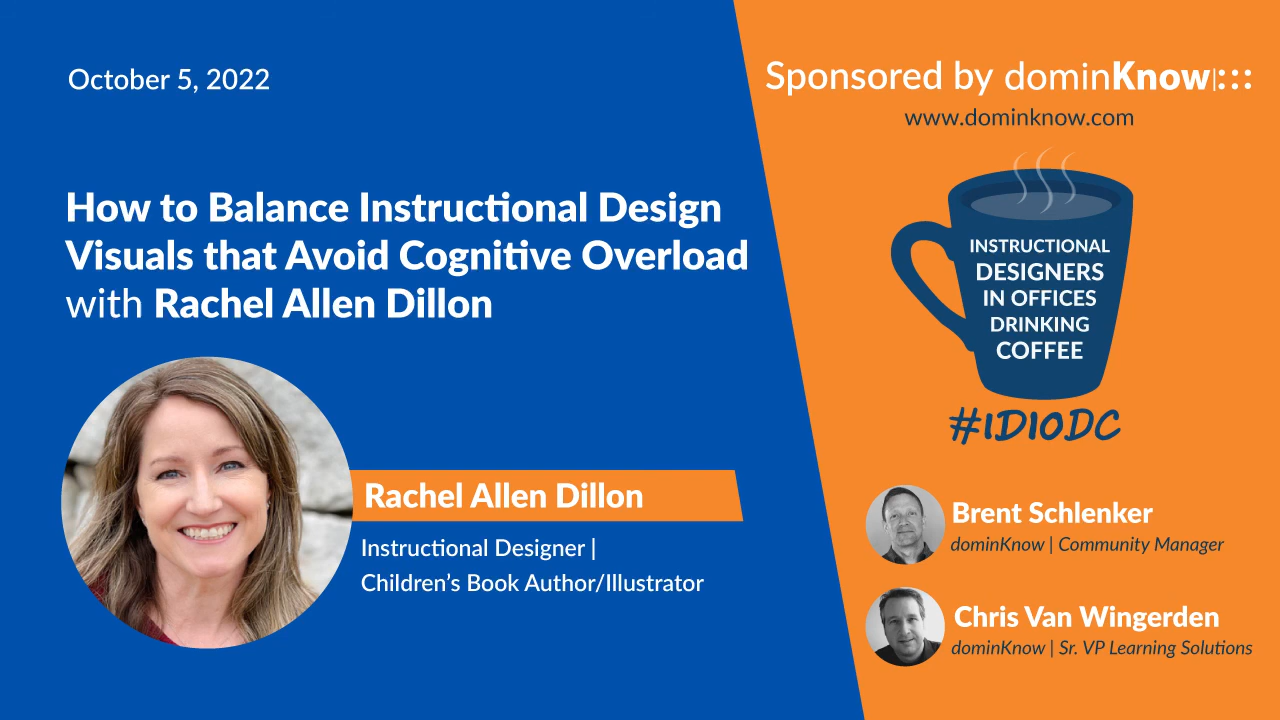 October 5, 2022
How to Balance Instructional Design
Visuals that Avoid Cognitive Overload
with Rachel Allen Dillon
Rachel Allen Dillon
Instructional Designer |
Children’s Book Author/Illustrator
Sponsored by dominKnow|:::
www.dominknow.com
INSTRUCTIONAL
DESIGNERS
IN OFFICES
DRINKING
COFFEE
#IDIODC
Brent Schlenker
dominKnow | Community Manager
Chris Van Wingerden
dominKnow | Sr. VP Learning Solutions